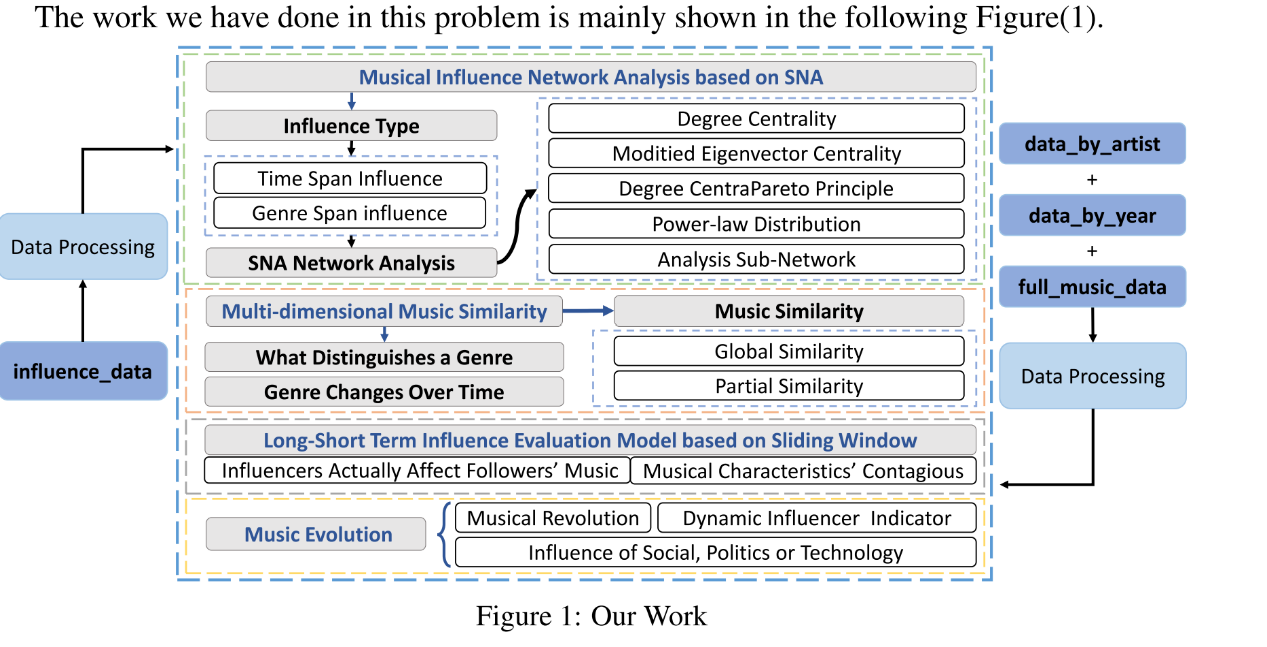 The work we have done in this problem is mainly shown in the following Figure(1).
Musical Influence Network Analysis based on SNA
Influence Type
Time Span Influence
Genre Span influence
SNA Network Analysis
Degree Centrality
Moditied Eigenvector Centrality
Degree CentraPareto Principle
Power-law Distribution
Analysis Sub-Network
Data Processing
influence_data
data_by_artist
+
data_by_year
+
full_music_data
Data Processing
Multi-dimensional Music Similarity
What Distinguishes a Genre
Genre Changes Over Time
Music Similarity
Global Similarity
Partial Similarity
Long-Short Term Influence Evaluation Model based on Sliding Window
Influencers Actually Affect Followers’ Music
Musical Characteristics’ Contagious
Music Evolution
Musical Revolution
Dynamic Influencer Indicator
Influence of Social, Politics or Technology
Figure 1: Our Work